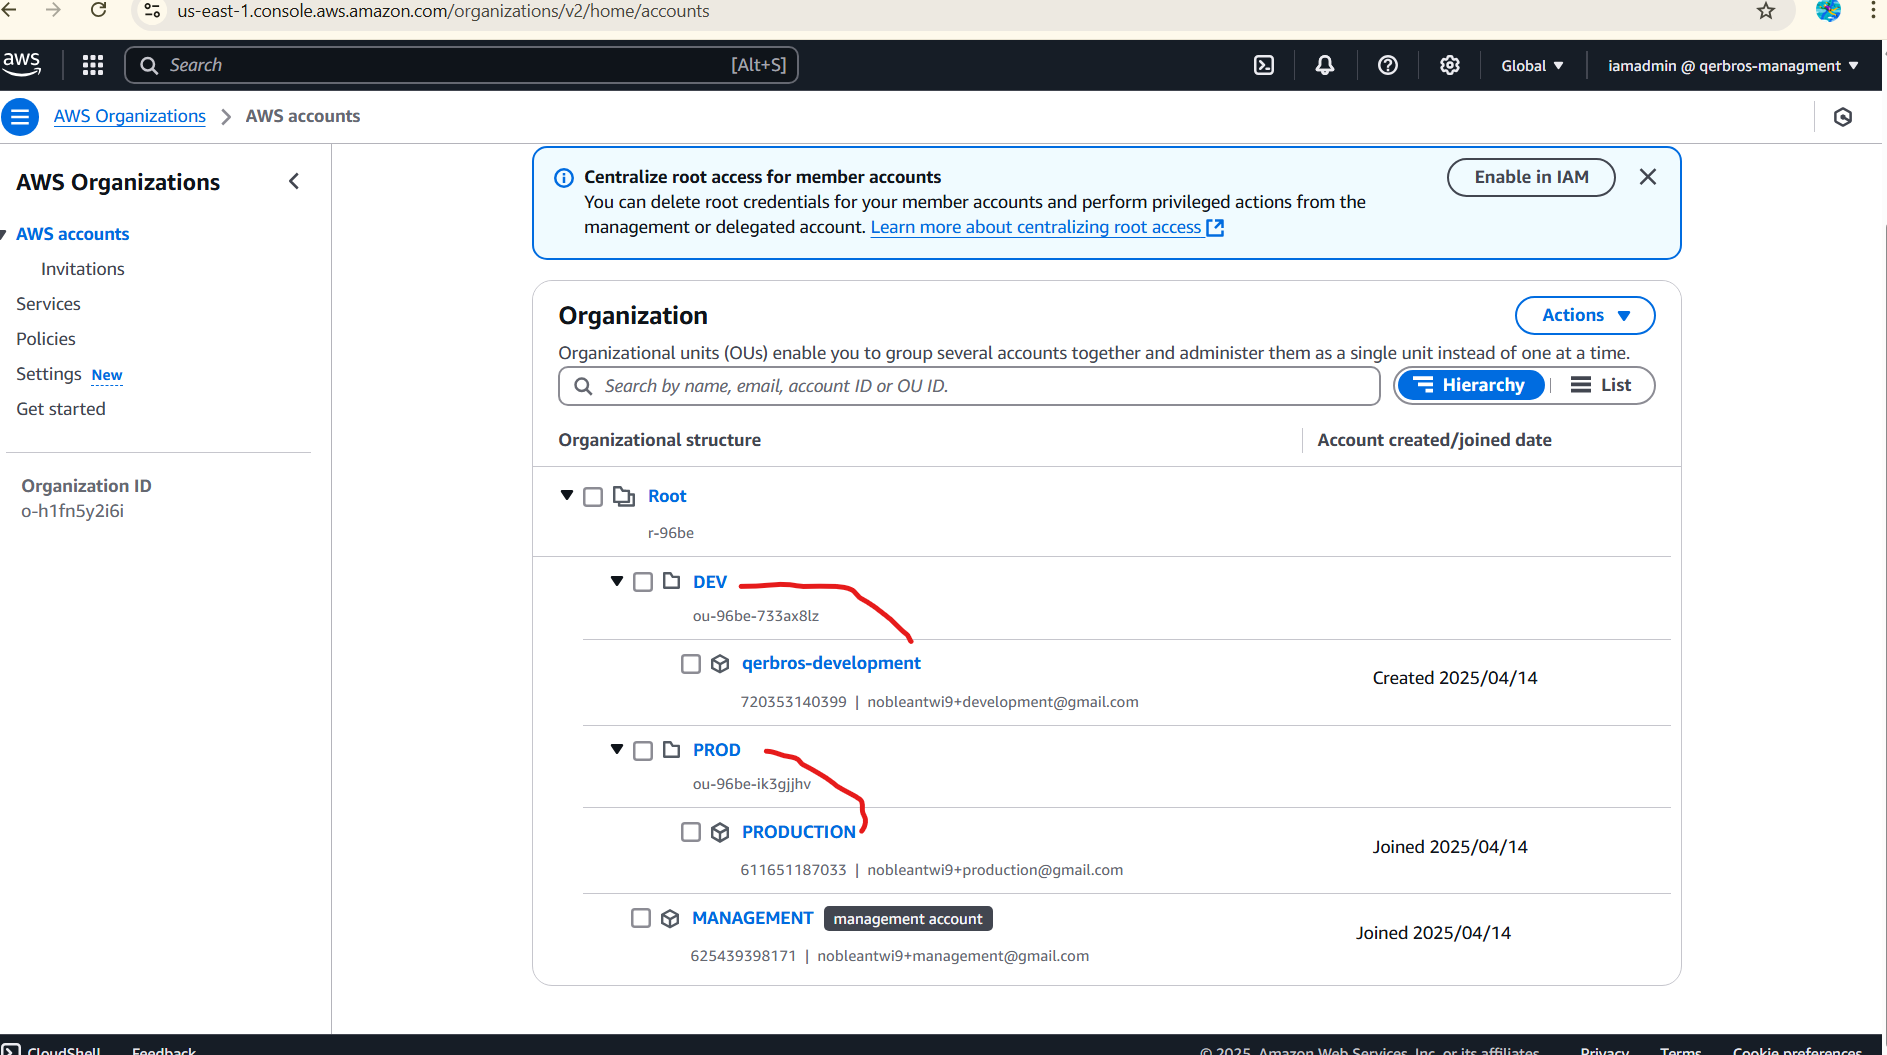 us-east-1.console.aws.amazon.com/organizations/v2/home/accounts
aws
Search [Alt+S]
Global
iamadmin @ qerbros-managment
AWS Organizations > AWS accounts
AWS Organizations
AWS accounts
Invitations
Services
Policies
Settings New
Get started
Organization ID
o-h1fn5y2i6i
Centralize root access for member accounts
You can delete root credentials for your member accounts and perform privileged actions from the
management or delegated account. Learn more about centralizing root access
Enable in IAM
Organization
Actions
Organizational units (OUs) enable you to group several accounts together and administer them as a single unit instead of one at a time.
Search by name, email, account ID or OU ID.
Hierarchy
List
Organizational structure
Account created/joined date
Root
r-96be
DEV
ou-96be-733ax8lz
qerbros-development
720353140399 | nobleantwi9+development@gmail.com
Created 2025/04/14
PROD
ou-96be-ik3gjjhv
PRODUCTION
611651187033 | nobleantwi9+production@gmail.com
Joined 2025/04/14
MANAGEMENT management account
625439398171 | nobleantwi9+management@gmail.com
Joined 2025/04/14
CloudShell
Feedback
© 2025, Amazon Web Services, Inc. or its affiliates.
Privacy
Terms
Cookie preferences